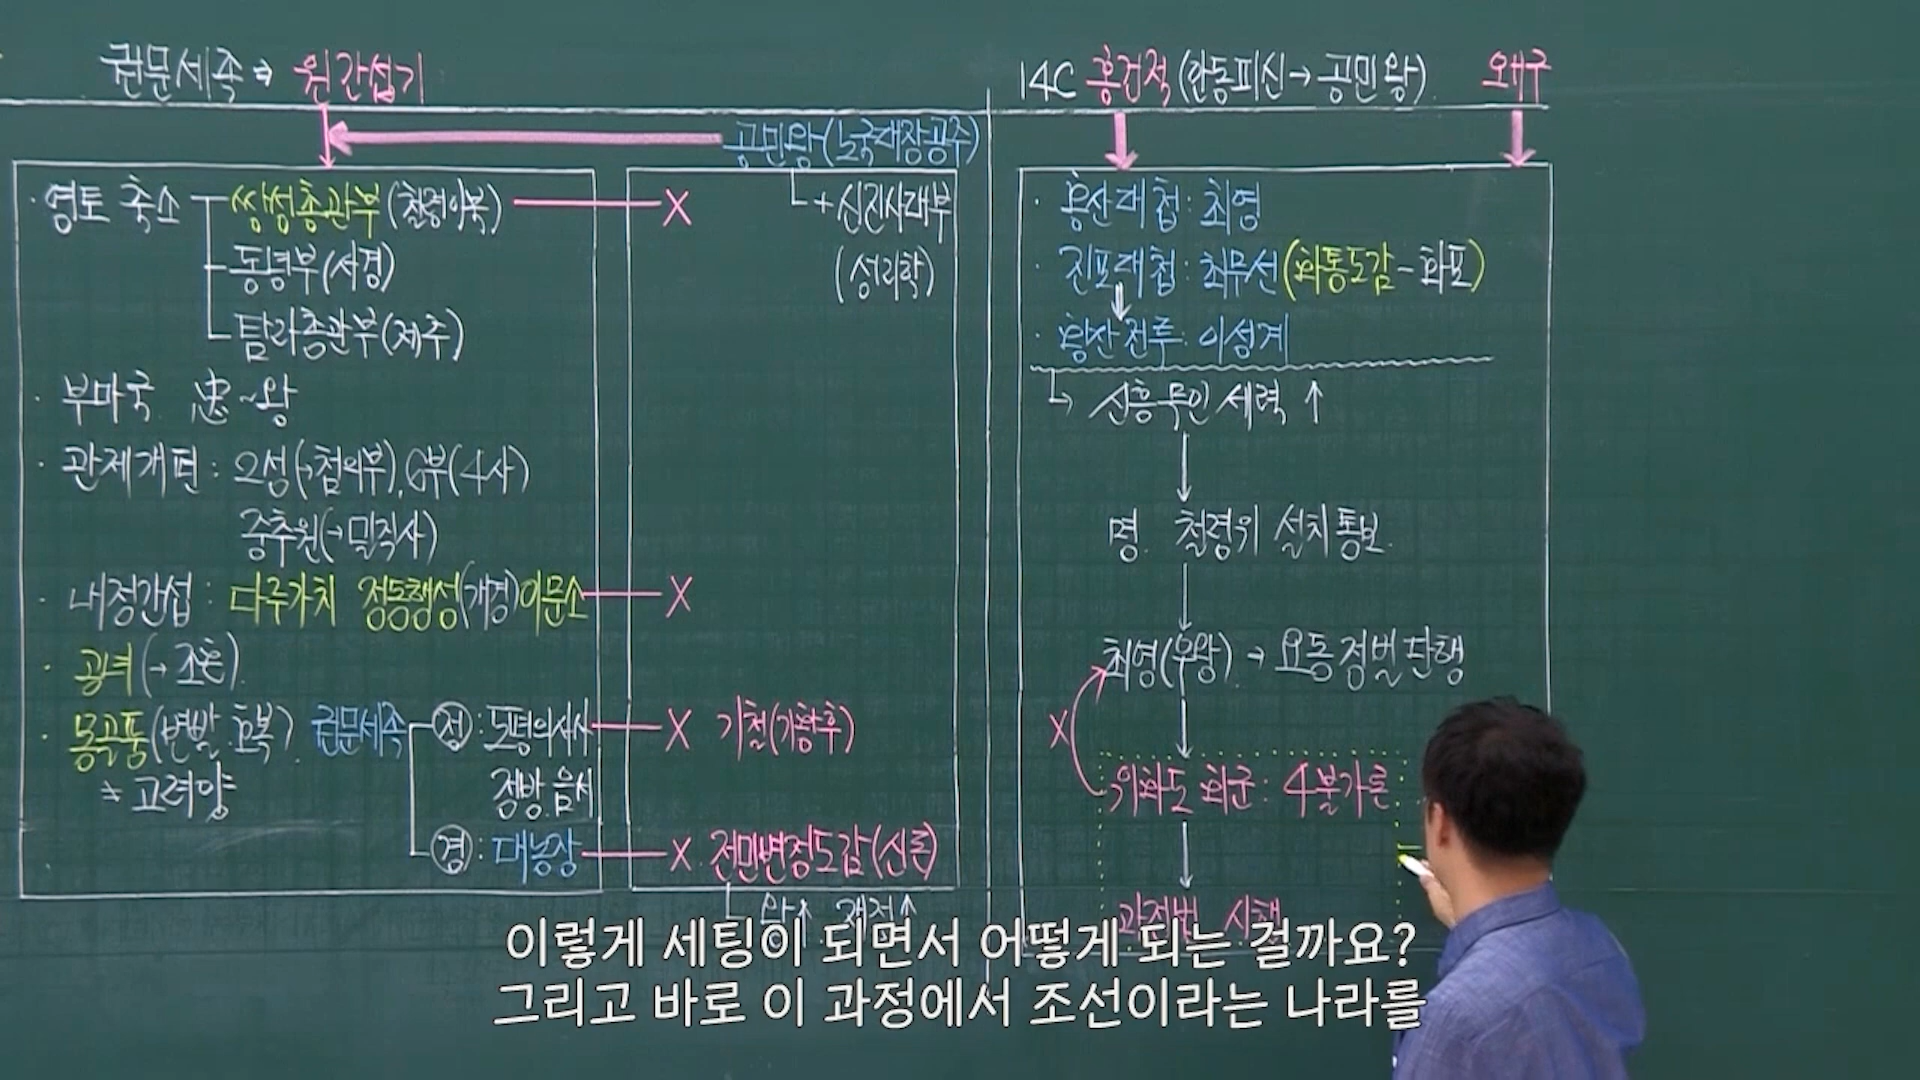 권문세족 ⇒ 원간섭기
공민왕(노국대장공주)
· 영토 축소 쌍성총관부(철령이북) X
동녕부(서경)
탐라총관부(제주)
· 부마국 忠~왕
· 관제개편 : 2성(→첨의부), 6부(4사)
중추원(→밀직사)
· 내정간섭 : 다루가치 정동행성(개경)이문소 X
· 공녀(→조혼)
· 몽골풍(변발, 호복) 권문세족 정 : 도평의사사 X 기철(기황후)
고려양 정방, 음서
경 : 대농장 X 전민변정도감(신돈)
왕↑ 재정↑
+신진사대부
(성리학)
14C 홍건적(안동피신→공민왕) 왜구
· 홍산대첩 : 최영
· 진포대첩 : 최무선(화통도감-화포)
· 황산전투 : 이성계
→ 신흥무인 세력 ↑
명. 철령위 설치통보.
최영(우왕) → 요동정벌단행
X
위화도 회군 : 4불가론
과전법 시행
이렇게 세팅이 되면서 어떻게 되는 걸까요?
그리고 바로 이 과정에서 조선이라는 나라를